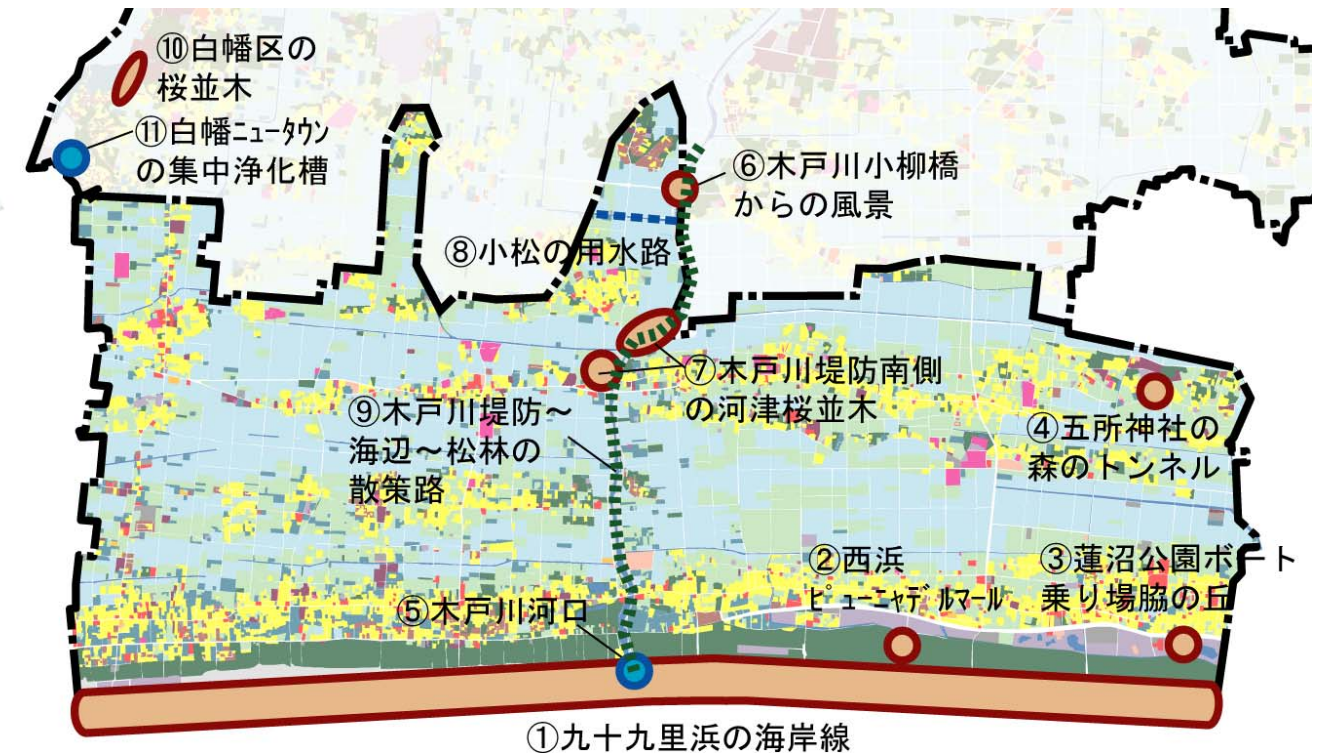 ⑩白幡区の
桜並木
⑪白幡ﾆｭｰﾀｳﾝ
の集中浄化槽
⑥木戸川小柳橋
からの風景
⑧小松の用水路
⑦木戸川堤防南側
の河津桜並木
⑨木戸川堤防～
海辺～松林の
散策路
④五所神社の
森のトンネル
②西浜
ﾋﾟｭｰﾆｬﾃﾞﾙﾏｰﾙ
③蓮沼公園ボート
乗り場脇の丘
⑤木戸川河口
①九十九里浜の海岸線